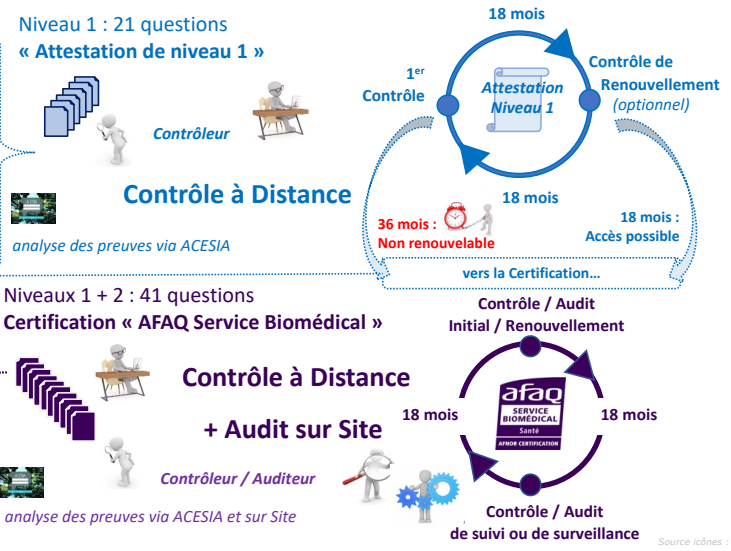 Niveau 1 : 21 questions
« Attestation de niveau 1 »
Contrôleur
Contrôle à Distance
analyse des preuves via ACESIA
18 mois
1er
Contrôle
Attestation
Niveau 1
Contrôle de
Renouvellement
(optionnel)
18 mois
36 mois :
Non renouvelable
18 mois :
Accès possible
vers la Certification…
Niveaux 1 + 2 : 41 questions
Certification « AFAQ Service Biomédical »
Contrôle à Distance
+ Audit sur Site
Contrôleur / Auditeur
analyse des preuves via ACESIA et sur Site
Contrôle / Audit
Initial / Renouvellement
18 mois
afaq
SERVICE
BIOMÉDICAL
Santé
AFNOR CERTIFICATION
18 mois
Contrôle / Audit
de suivi ou de surveillance
Source icônes :